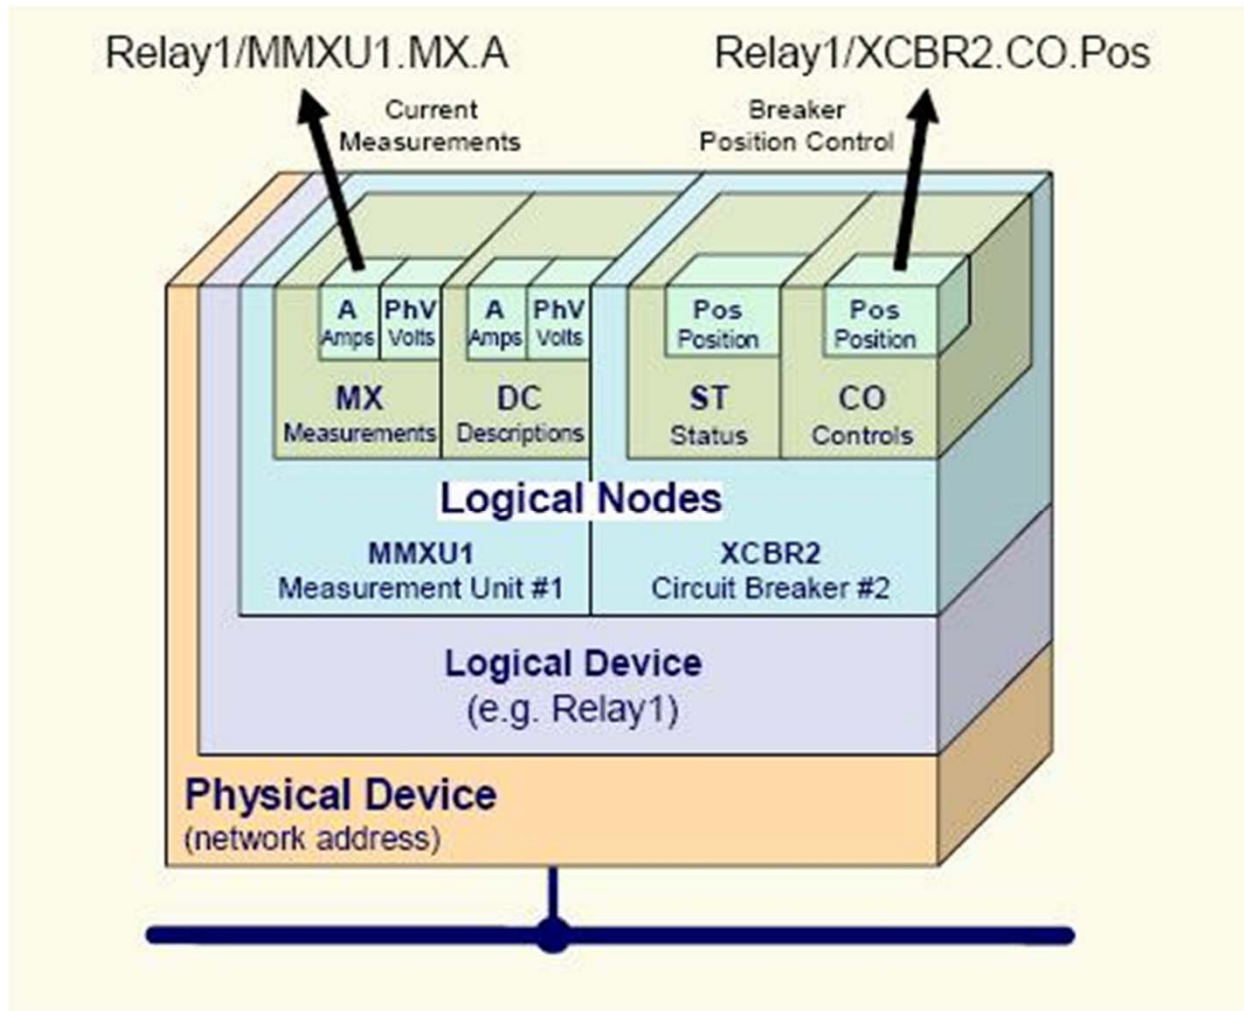 Relay1/MMXU1.MX.A
Relay1/XCBR2.CO.Pos
Current
Measurements
Breaker
Position Control
A
Amps
PhV
Volts
A
Amps
PhV
Volts
Pos
Position
Pos
Position
MX
Measurements
DC
Descriptions
ST
Status
CO
Controls
Logical Nodes
MMXU1
Measurement Unit #1
XCBR2
Circuit Breaker #2
Logical Device
(e.g. Relay1)
Physical Device
(network address)